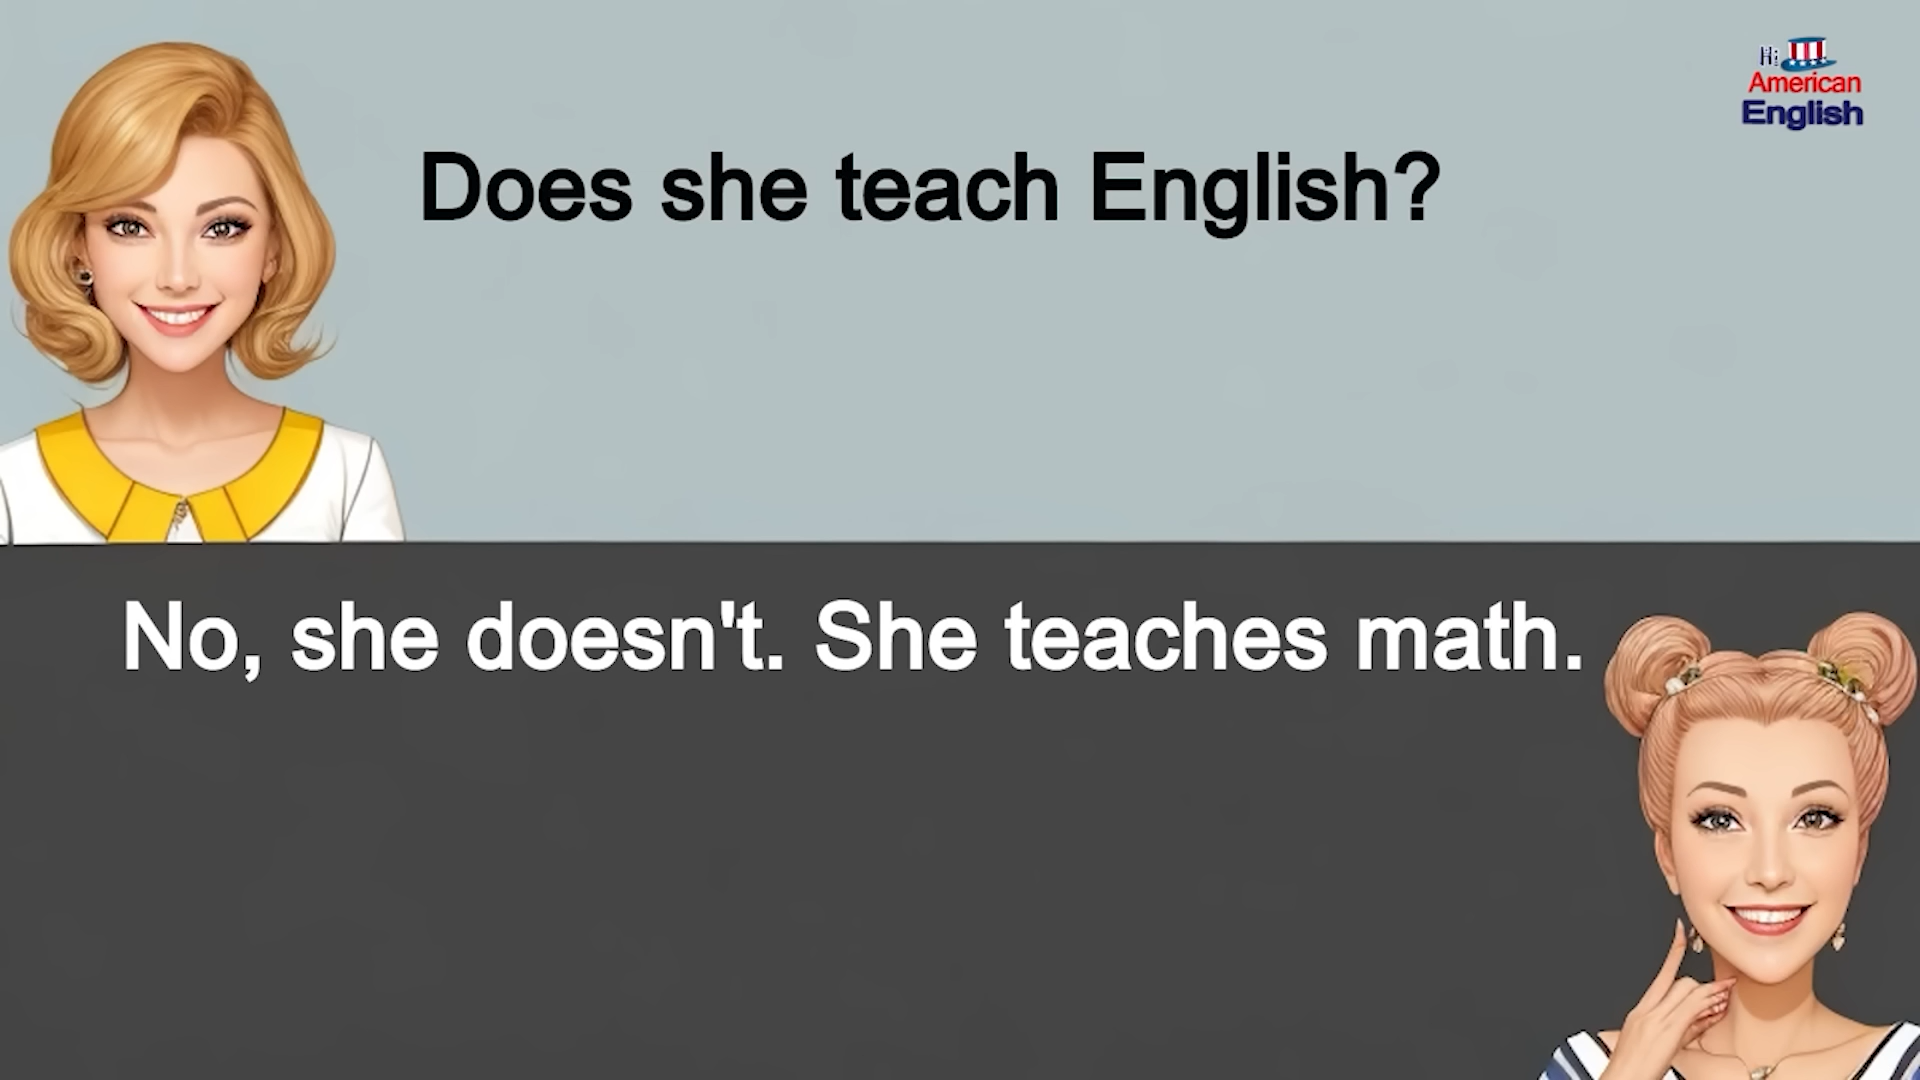 Hi
American
English
Does she teach English?
No, she doesn't. She teaches math.